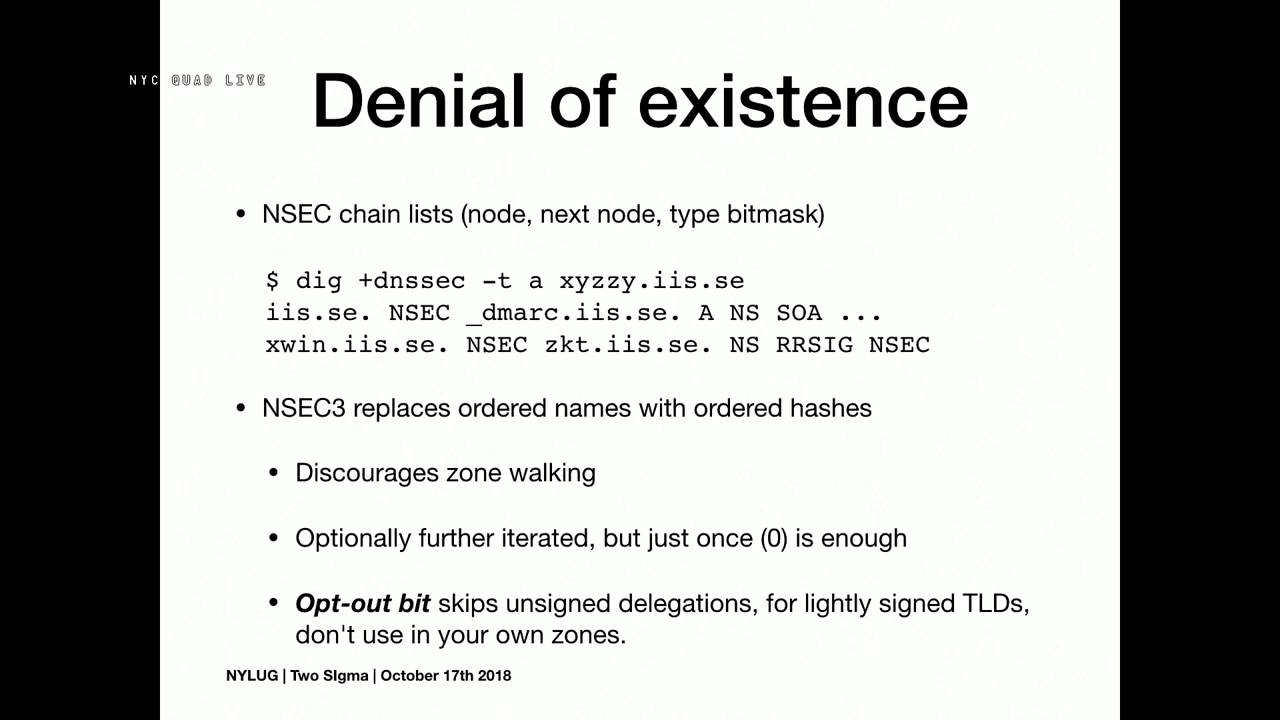 NYC QUAD LIVE
Denial of existence
• NSEC chain lists (node, next node, type bitmask)
$ dig +dnssec -t a xyzzy.iis.se
iis.se. NSEC _dmarc.iis.se. A NS SOA ...
xwin.iis.se. NSEC zkt.iis.se. NS RRSIG NSEC
• NSEC3 replaces ordered names with ordered hashes
• Discourages zone walking
• Optionally further iterated, but just once (0) is enough
• Opt-out bit skips unsigned delegations, for lightly signed TLDs,
don't use in your own zones.
NYLUG | Two SIgma | October 17th 2018